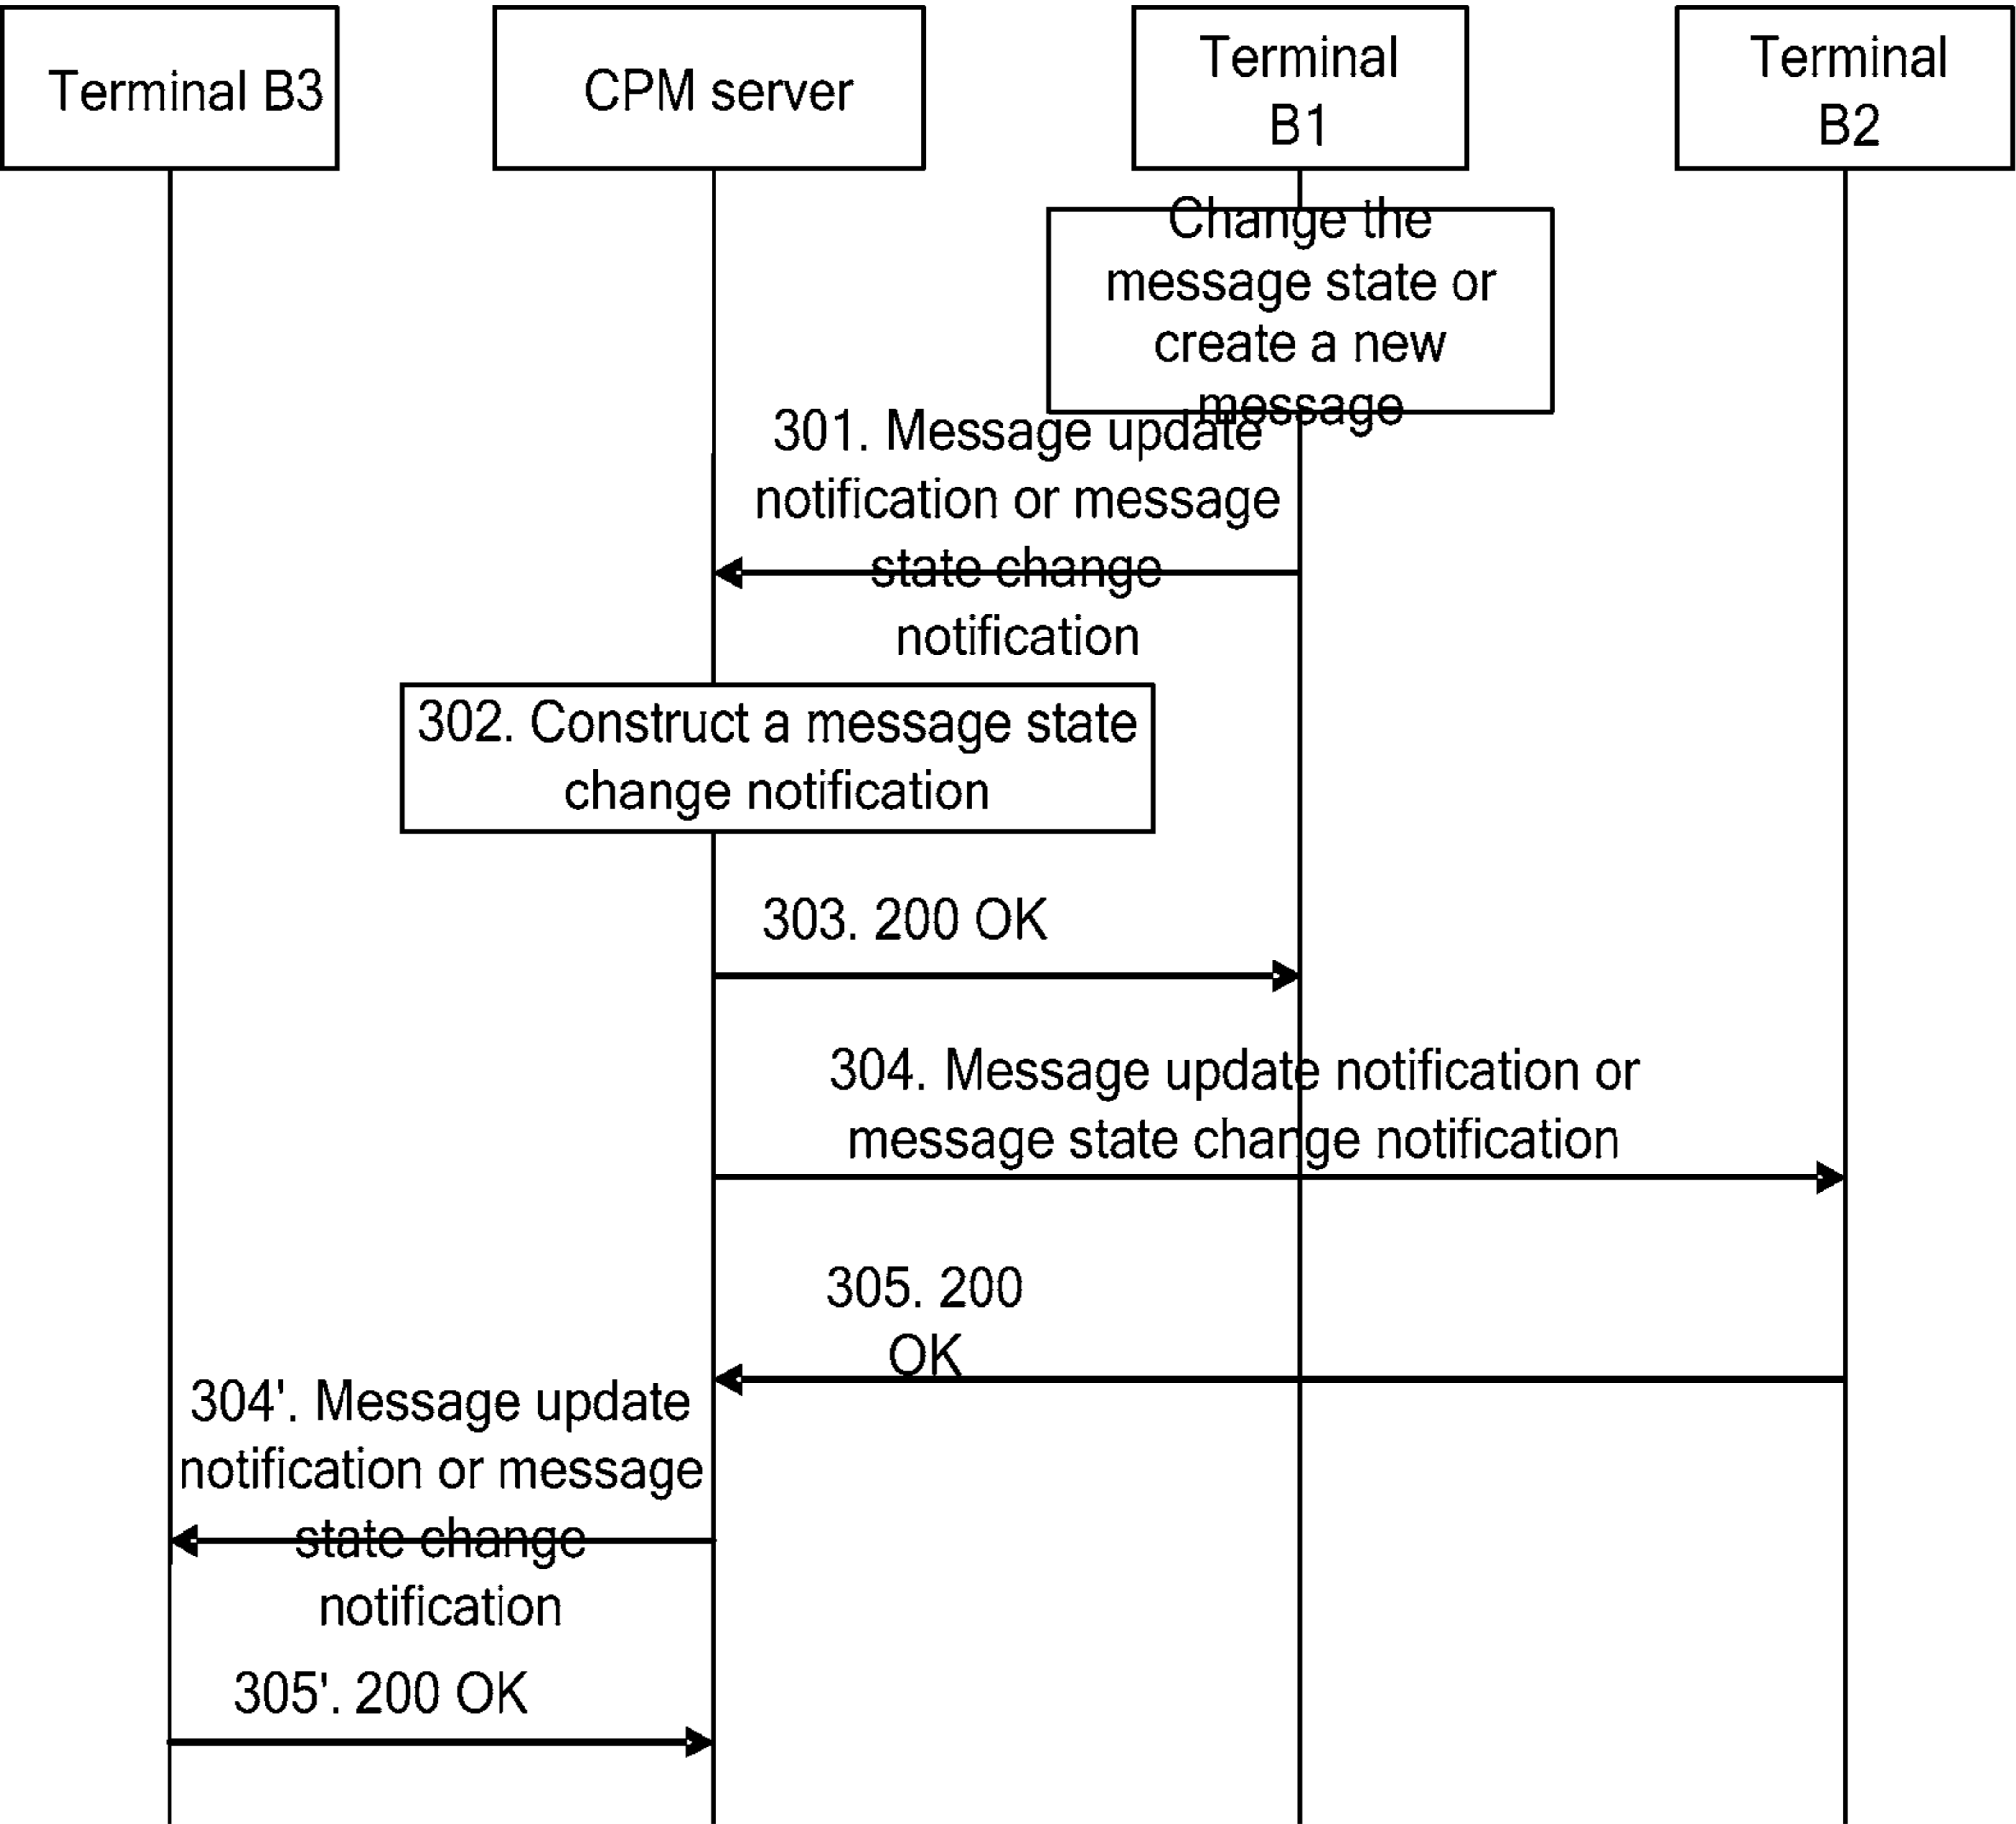 Terminal B3
CPM server
Terminal
B1
Terminal
B2
Change the
message state or
create a new
message
301. Message update
notification or message
state change
notification
302. Construct a message state
change notification
303. 200 OK
304. Message update notification or
message state change notification
305. 200
OK
304'. Message update
notification or message
state change
notification
305'. 200 OK